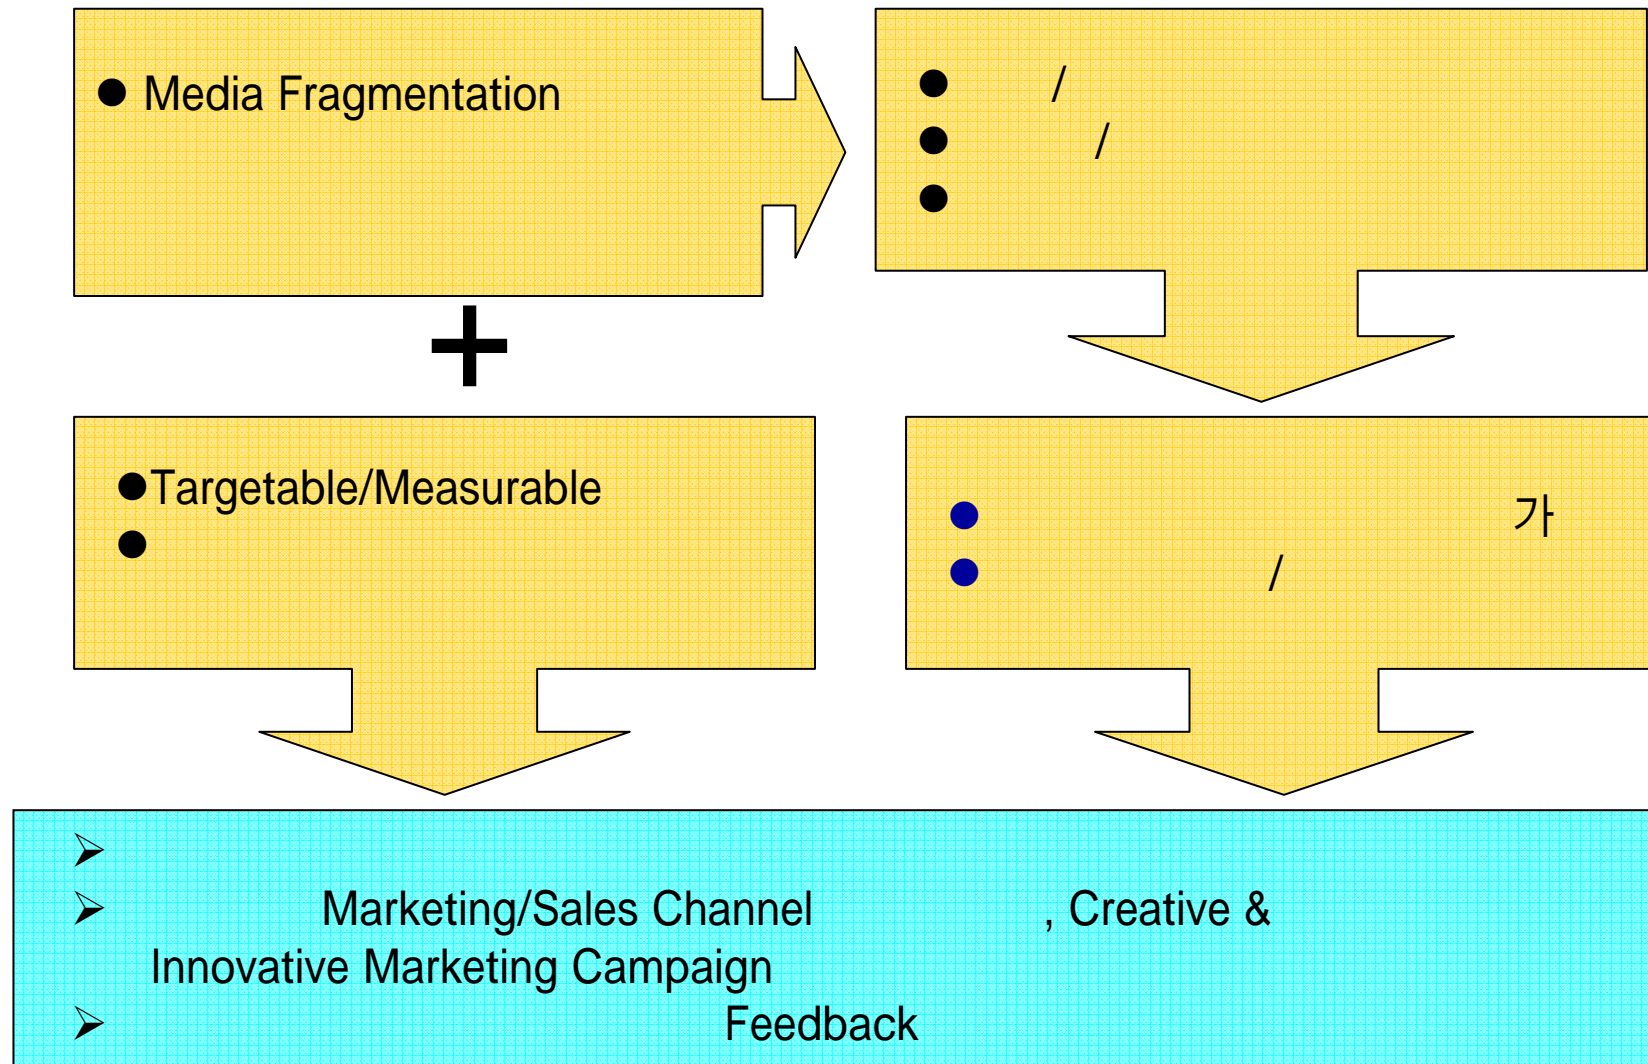 ● Media Fragmentation
● /
● /
●
+
●Targetable/Measurable
●
● 가
● /
➢
➢ Marketing/Sales Channel , Creative &
Innovative Marketing Campaign
➢ Feedback